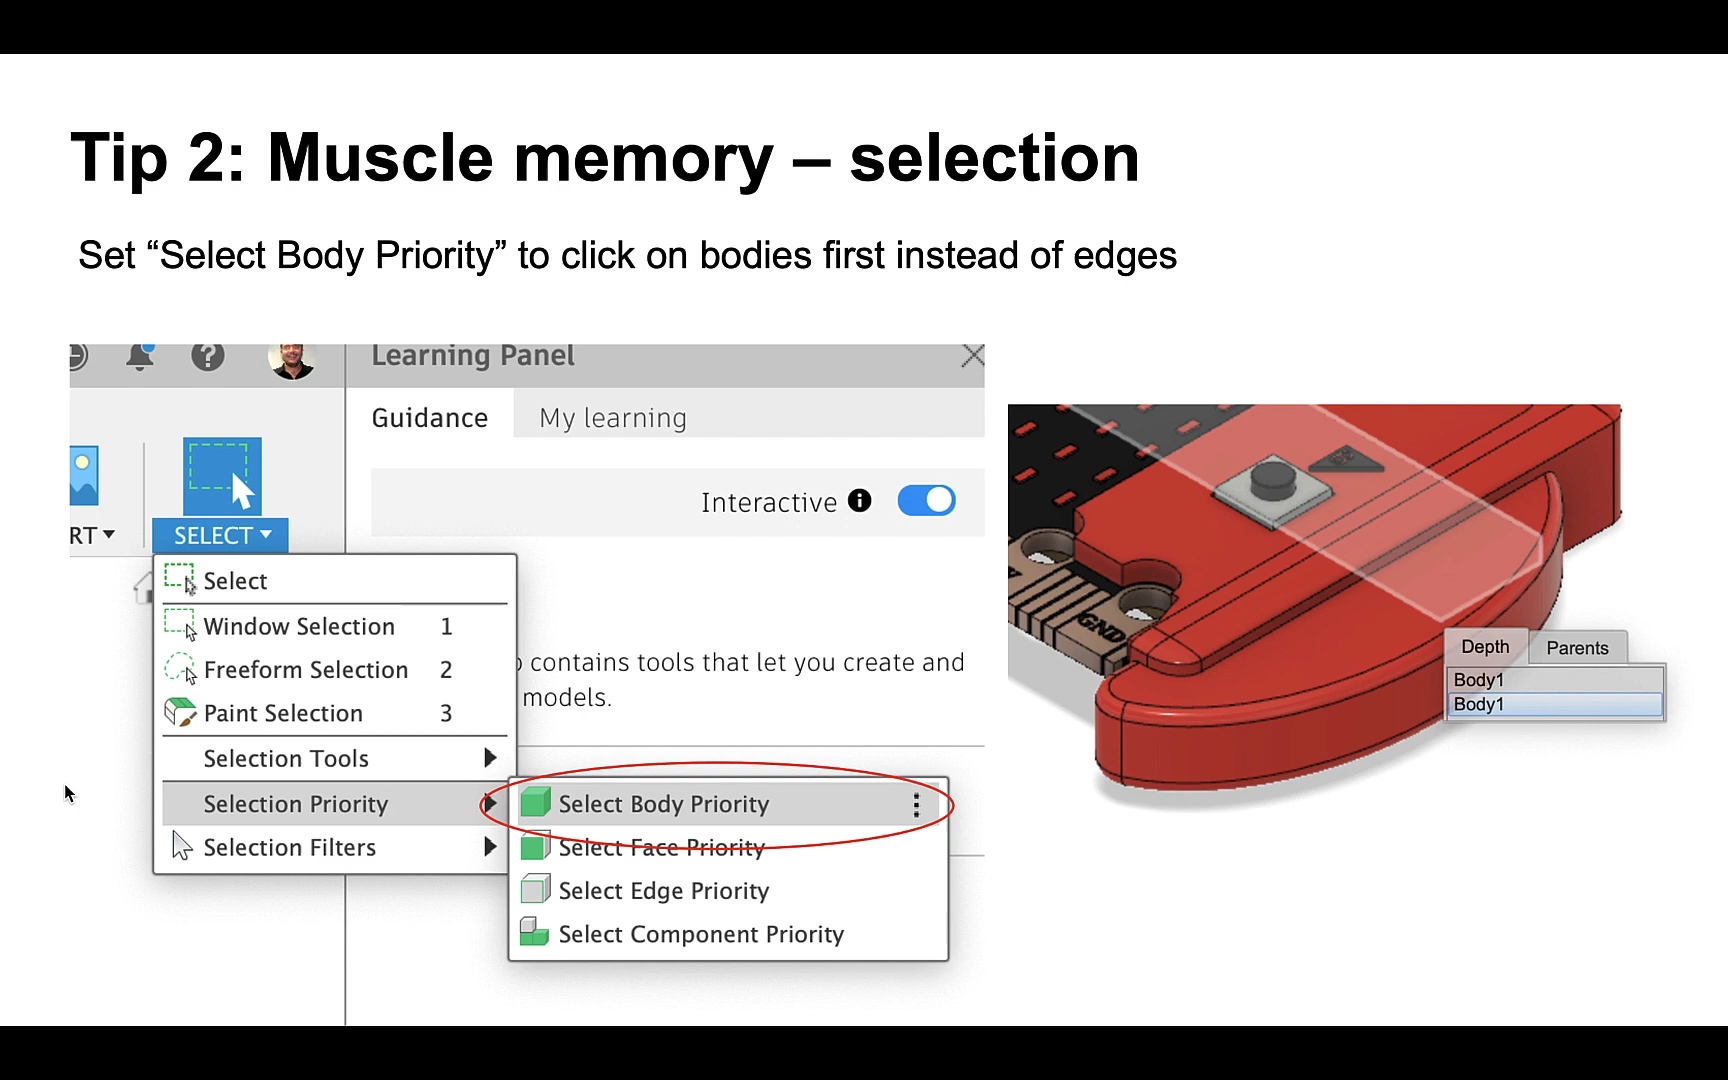 Tip 2: Muscle memory – selection
Set “Select Body Priority” to click on bodies first instead of edges
Learning Panel
Guidance
My learning
Interactive
RT
SELECT
Select
Window Selection 1
Freeform Selection 2
Paint Selection 3
Selection Tools
Selection Priority
Selection Filters
contains tools that let you create and
models.
Select Body Priority
Select Face Priority
Select Edge Priority
Select Component Priority
GND
Depth
Parents
Body1
Body1